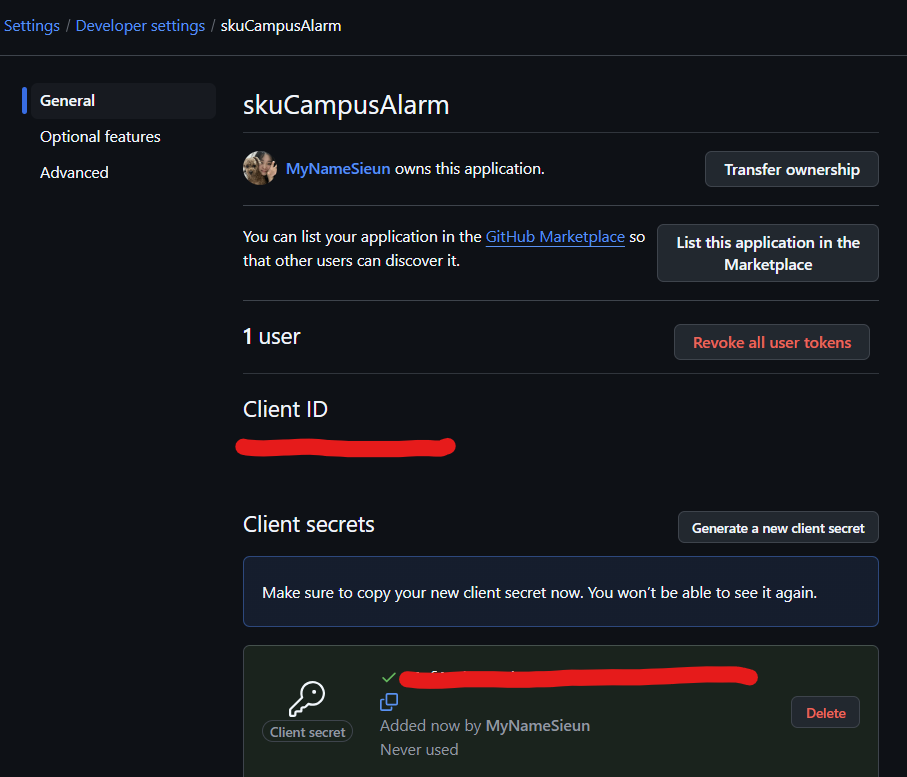 Settings / Developer settings / skuCampusAlarm
General
Optional features
Advanced
skuCampusAlarm
MyNameSieun owns this application.
Transfer ownership
You can list your application in the GitHub Marketplace so
that other users can discover it.
List this application in the
Marketplace
1 user
Revoke all user tokens
Client ID
Client secrets
Generate a new client secret
Make sure to copy your new client secret now. You won’t be able to see it again.
Client secret
Added now by MyNameSieun
Never used
Delete